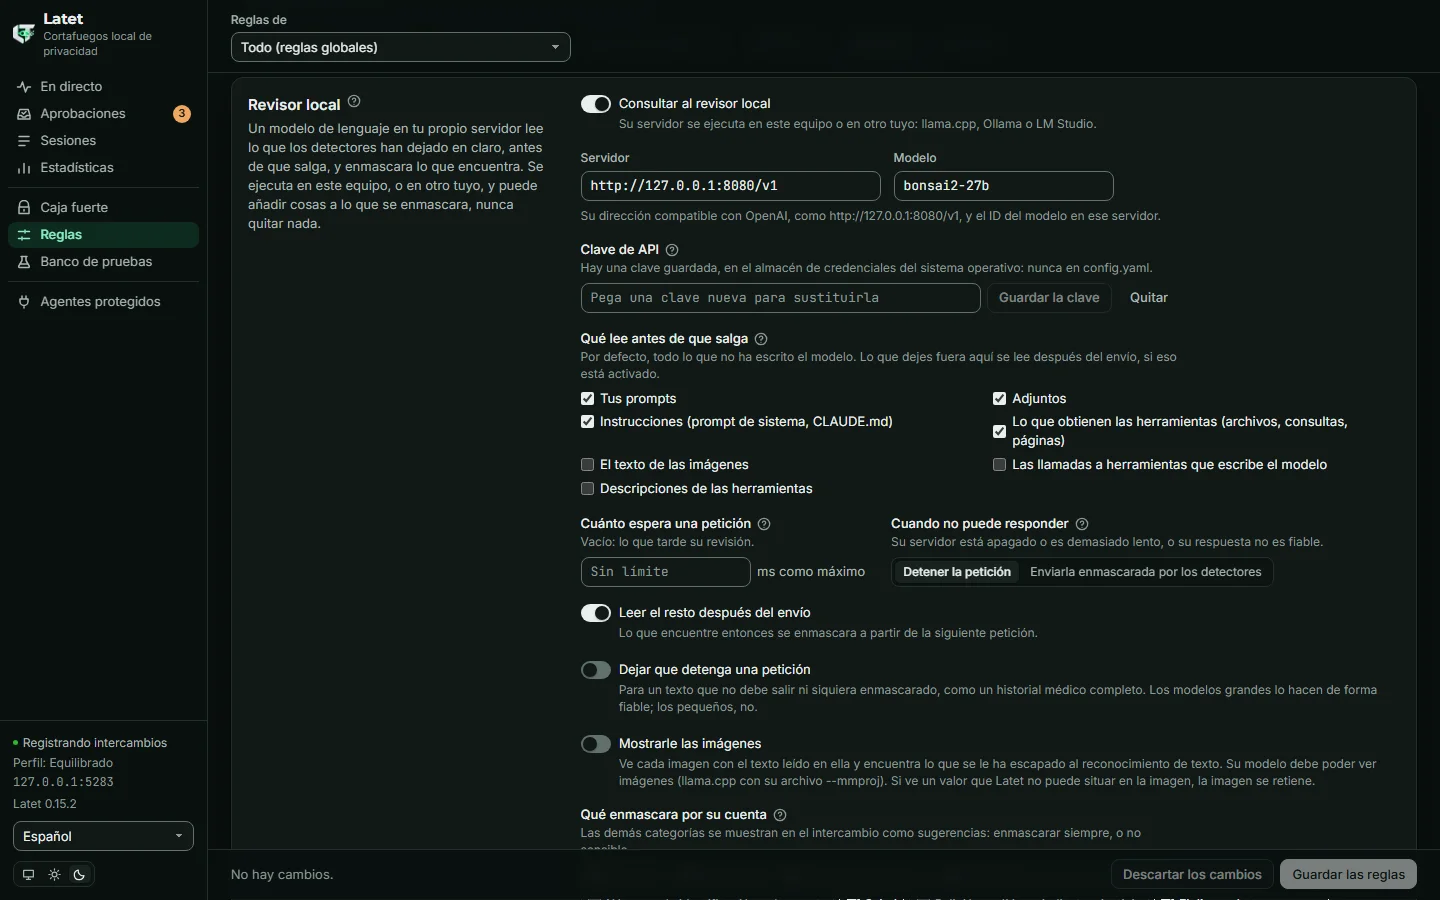 Latet
Cortafuegos local de
privacidad
En directo
Aprobaciones
3
Sesiones
Estadísticas
Caja fuerte
Reglas
Banco de pruebas
Agentes protegidos
Registrando intercambios
Perfil: Equilibrado
127.0.0.1:5283
Latet 0.15.2
Español
Reglas de
Todo (reglas globales)
Revisor local
Un modelo de lenguaje en tu propio servidor lee
lo que los detectores han dejado en claro, antes
de que salga, y enmascara lo que encuentra. Se
ejecuta en este equipo, o en otro tuyo, y puede
añadir cosas a lo que se enmascara, nunca
quitar nada.
Consultar al revisor local
Su servidor se ejecuta en este equipo o en otro tuyo: llama.cpp, Ollama o LM Studio.
Servidor
Modelo
http://127.0.0.1:8080/v1
bonsai2-27b
Su dirección compatible con OpenAI, como http://127.0.0.1:8080/v1, y el ID del modelo en ese servidor.
Clave de API
Hay una clave guardada, en el almacén de credenciales del sistema operativo: nunca en config.yaml.
Pega una clave nueva para sustituirla
Guardar la clave
Quitar
Qué lee antes de que salga
Por defecto, todo lo que no ha escrito el modelo. Lo que dejes fuera aquí se lee después del envío, si eso
está activado.
Tus prompts
Adjuntos
Instrucciones (prompt de sistema, CLAUDE.md)
Lo que obtienen las herramientas (archivos, consultas,
páginas)
El texto de las imágenes
Las llamadas a herramientas que escribe el modelo
Descripciones de las herramientas
Cuánto espera una petición
Vacío: lo que tarde su revisión.
Sin límite
ms como máximo
Cuando no puede responder
Su servidor está apagado o es demasiado lento, o su respuesta no es fiable.
Detener la petición
Enviarla enmascarada por los detectores
Leer el resto después del envío
Lo que encuentre entonces se enmascara a partir de la siguiente petición.
Dejar que detenga una petición
Para un texto que no debe salir ni siquiera enmascarado, como un historial médico completo. Los modelos grandes lo hacen de forma
fiable; los pequeños, no.
Mostrarle las imágenes
Ve cada imagen con el texto leído en ella y encuentra lo que se le ha escapado al reconocimiento de texto. Su modelo debe poder ver
imágenes (llama.cpp con su archivo --mmproj). Si ve un valor que Latet no puede situar en la imagen, la imagen se retiene.
Qué enmascara por su cuenta
Las demás categorías se muestran en el intercambio como sugerencias: enmascarar siempre, o no
sensible.
No hay cambios.
Descartar los cambios
Guardar las reglas